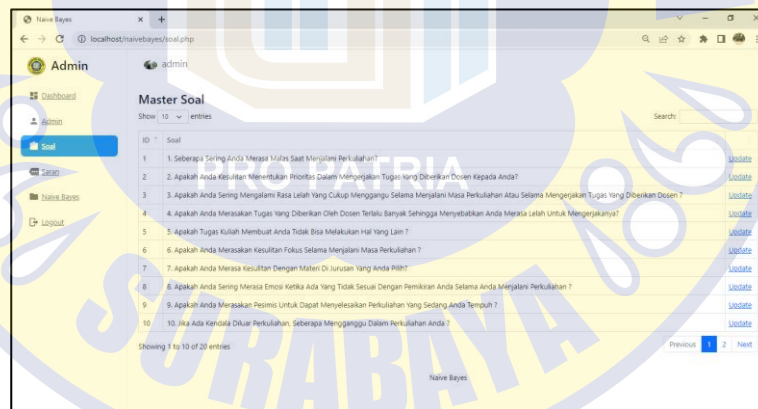 Naive Bayes
localhost/naivebayes/soal.php
Admin
admin
Dashboard
Admin
Soal
Saran
Naive Bayes
Logout
Master Soal
Show 10 entries
Search:
ID Soal
1 1. Seberapa Sering Anda Merasa Malas Saat Menjalani Perkuliahan? Update
2 2. Apakah Anda Kesulitan Menentukan Prioritas Dalam Mengerjakan Tugas Yang Diberikan Dosen Kepada Anda? Update
3 3. Apakah Anda Sering Mengalami Rasa Lelah Yang Cukup Menggangu Selama Menjalani Masa Perkuliahan Atau Selama Mengerjakan Tugas Yang Diberikan Dosen ? Update
4 4. Apakah Anda Merasakan Tugas Yang Diberikan Oleh Dosen Terlalu Banyak Sehingga Menyebabkan Anda Merasa Lelah Untuk Mengerjakanya? Update
5 5. Apakah Tugas Kuliah Membuat Anda Tidak Bisa Melakukan Hal Yang Lain ? Update
6 6. Apakah Anda Merasakan Kesulitan Fokus Selama Menjalani Masa Perkuliahan ? Update
7 7. Apakah Anda Merasa Kesulitan Dengan Materi Di Jurusan Yang Anda Pilih? Update
8 8. Apakah Anda Sering Merasa Emosi Ketika Ada Yang Tidak Sesuai Dengan Pemikiran Anda Selama Anda Menjalani Perkuliahan ? Update
9 9. Apakah Anda Merasakan Pesimis Untuk Dapat Menyelesaikan Perkuliahan Yang Sedang Anda Tempuh ? Update
10 10. Jika Ada Kendala Diluar Perkuliahan, Seberapa Mengganggu Dalam Perkuliahan Anda ? Update
Showing 1 to 10 of 20 entries
Previous 1 2 Next
Naive Bayes
PRO PATRIA
SURABAYA